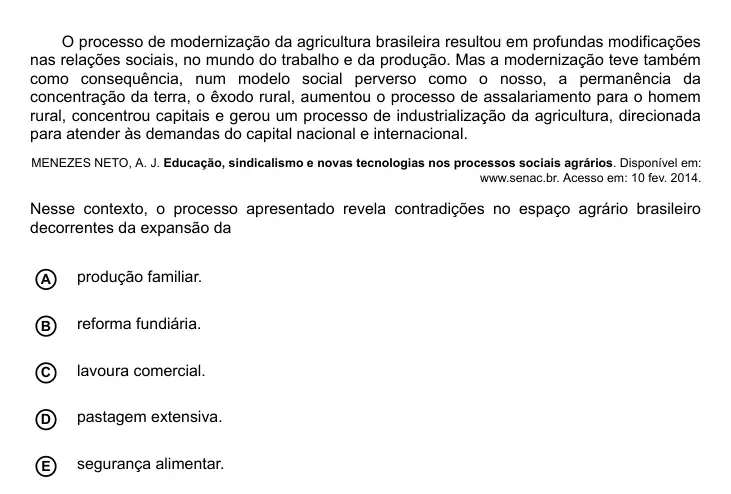 O processo de modernização da agricultura brasileira resultou em profundas modificações
nas relações sociais, no mundo do trabalho e da produção. Mas a modernização teve também
como consequência, num modelo social perverso como o nosso, a permanência da
concentração da terra, o êxodo rural, aumentou o processo de assalariamento para o homem
rural, concentrou capitais e gerou um processo de industrialização da agricultura, direcionada
para atender às demandas do capital nacional e internacional.
MENEZES NETO, A. J. Educação, sindicalismo e novas tecnologias nos processos sociais agrários. Disponível em:
www.senac.br. Acesso em: 10 fev. 2014.
Nesse contexto, o processo apresentado revela contradições no espaço agrário brasileiro
decorrentes da expansão da
A produção familiar.
B reforma fundiária.
C lavoura comercial.
D pastagem extensiva.
E segurança alimentar.